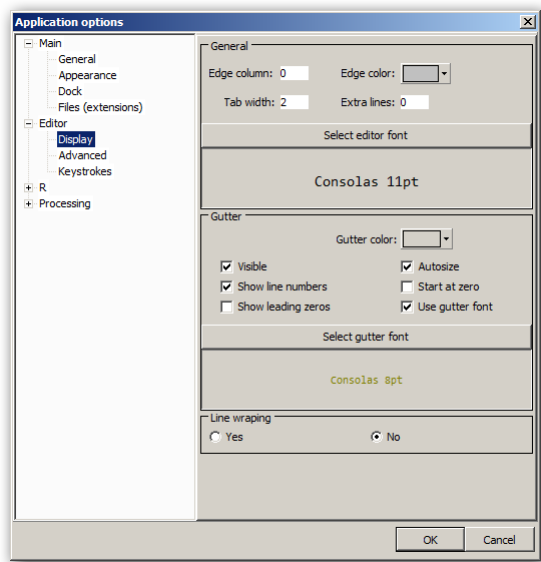 Application options
Main
General
Appearance
Dock
Files (extensions)
Editor
Display
Advanced
Keystrokes
R
Processing
General
Edge column: 0 Edge color:
Tab width: 2 Extra lines: 0
Select editor font
Consolas 11pt
Gutter
Gutter color:
Visible Autosize
Show line numbers Start at zero
Show leading zeros Use gutter font
Select gutter font
Consolas 8pt
Line wraping
Yes No
OK Cancel